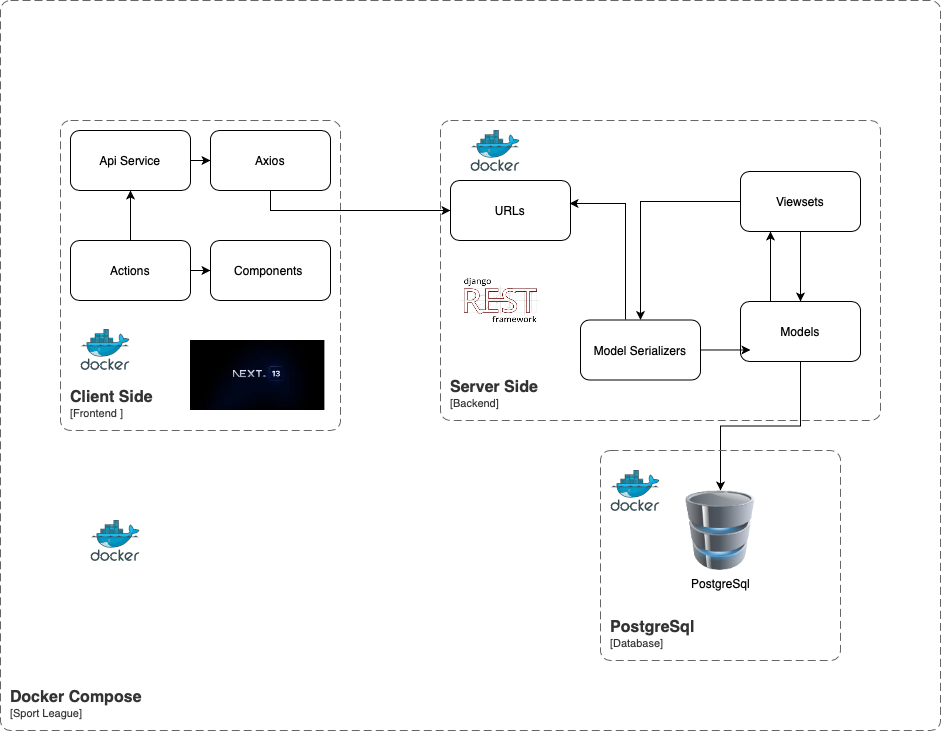 Api Service
Axios
Actions
Components
docker
NEXT.JS 13
Client Side
[Frontend ]
docker
URLs
Viewsets
django
REST
framework
Model Serializers
Models
Server Side
[Backend]
docker
PostgreSql
PostgreSql
[Database]
docker
Docker Compose
[Sport League]